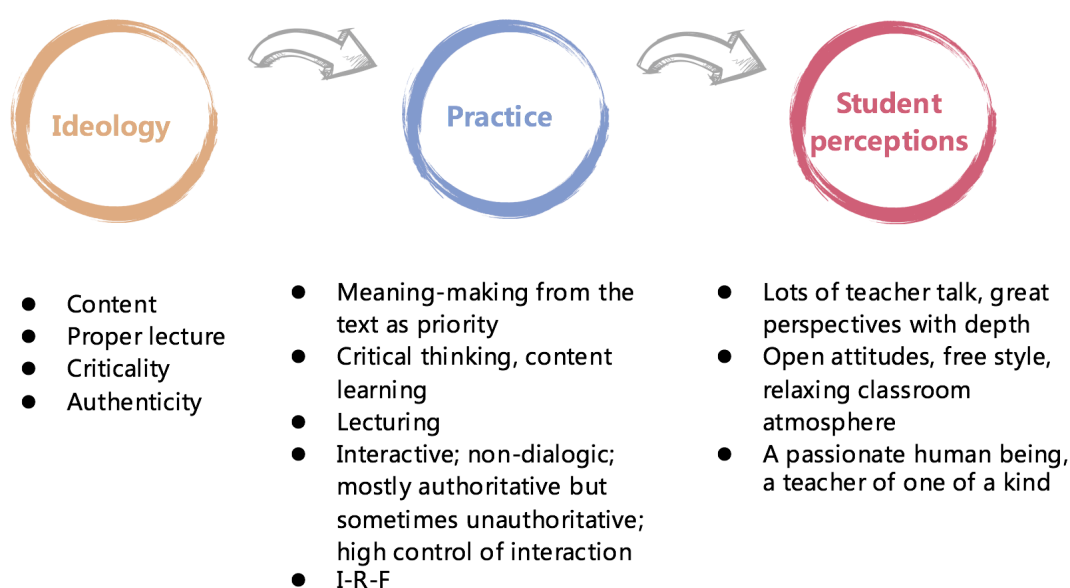 Ideology
Practice
Student
perceptions
● Content
● Proper lecture
● Criticality
● Authenticity
● Meaning-making from the
text as priority
● Critical thinking, content
learning
● Lecturing
● Interactive; non-dialogic;
mostly authoritative but
sometimes unauthoritative;
high control of interaction
● I-R-F
● Lots of teacher talk, great
perspectives with depth
● Open attitudes, free style,
relaxing classroom
atmosphere
● A passionate human being,
a teacher of one of a kind